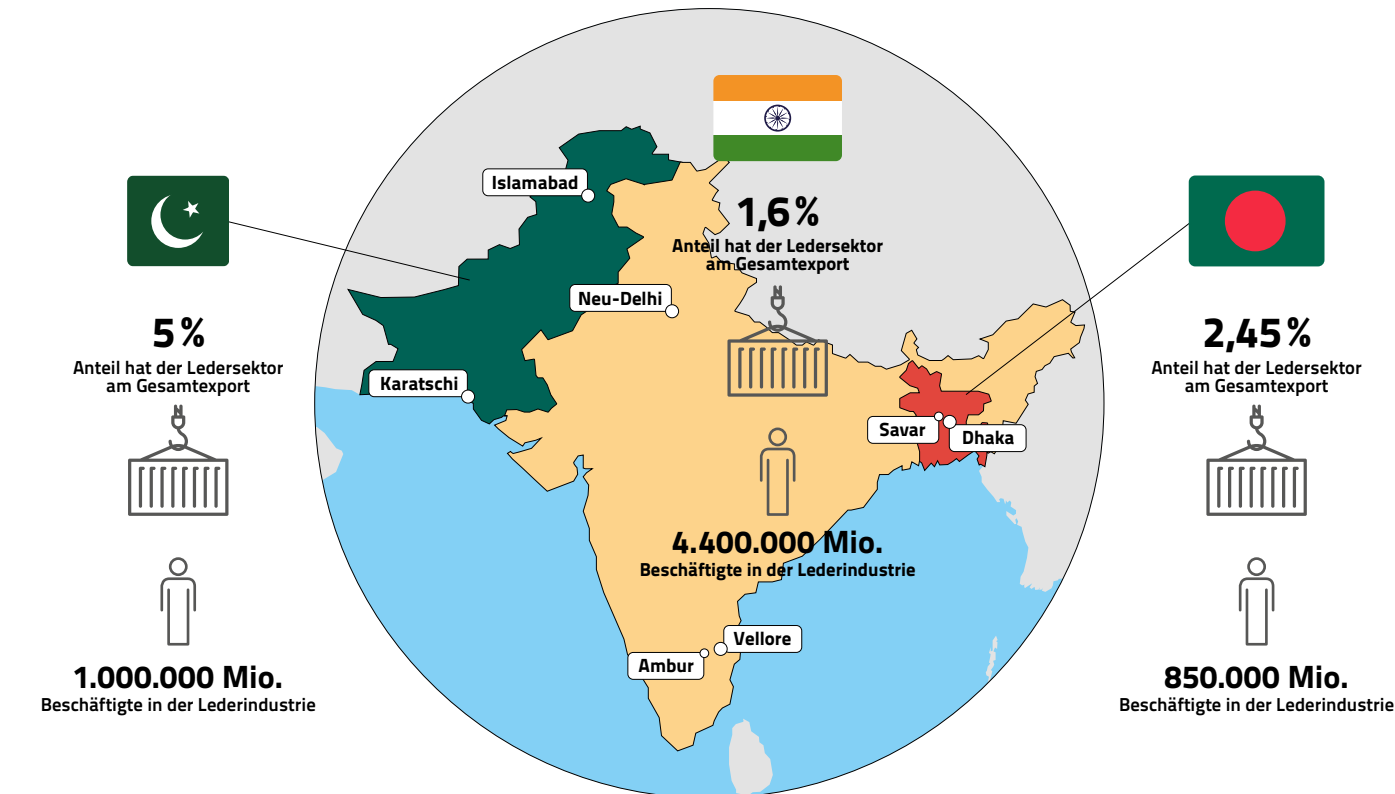 Islamabad
Neu-Delhi
Karatschi
5 %
Anteil hat der Ledersektor
am Gesamtexport
1.000.000 Mio.
Beschäftigte in der Lederindustrie
1,6 %
Anteil hat der Ledersektor
am Gesamtexport
4.400.000 Mio.
Beschäftigte in der Lederindustrie
Vellore
Ambur
Savar
Dhaka
2,45 %
Anteil hat der Ledersektor
am Gesamtexport
850.000 Mio.
Beschäftigte in der Lederindustrie